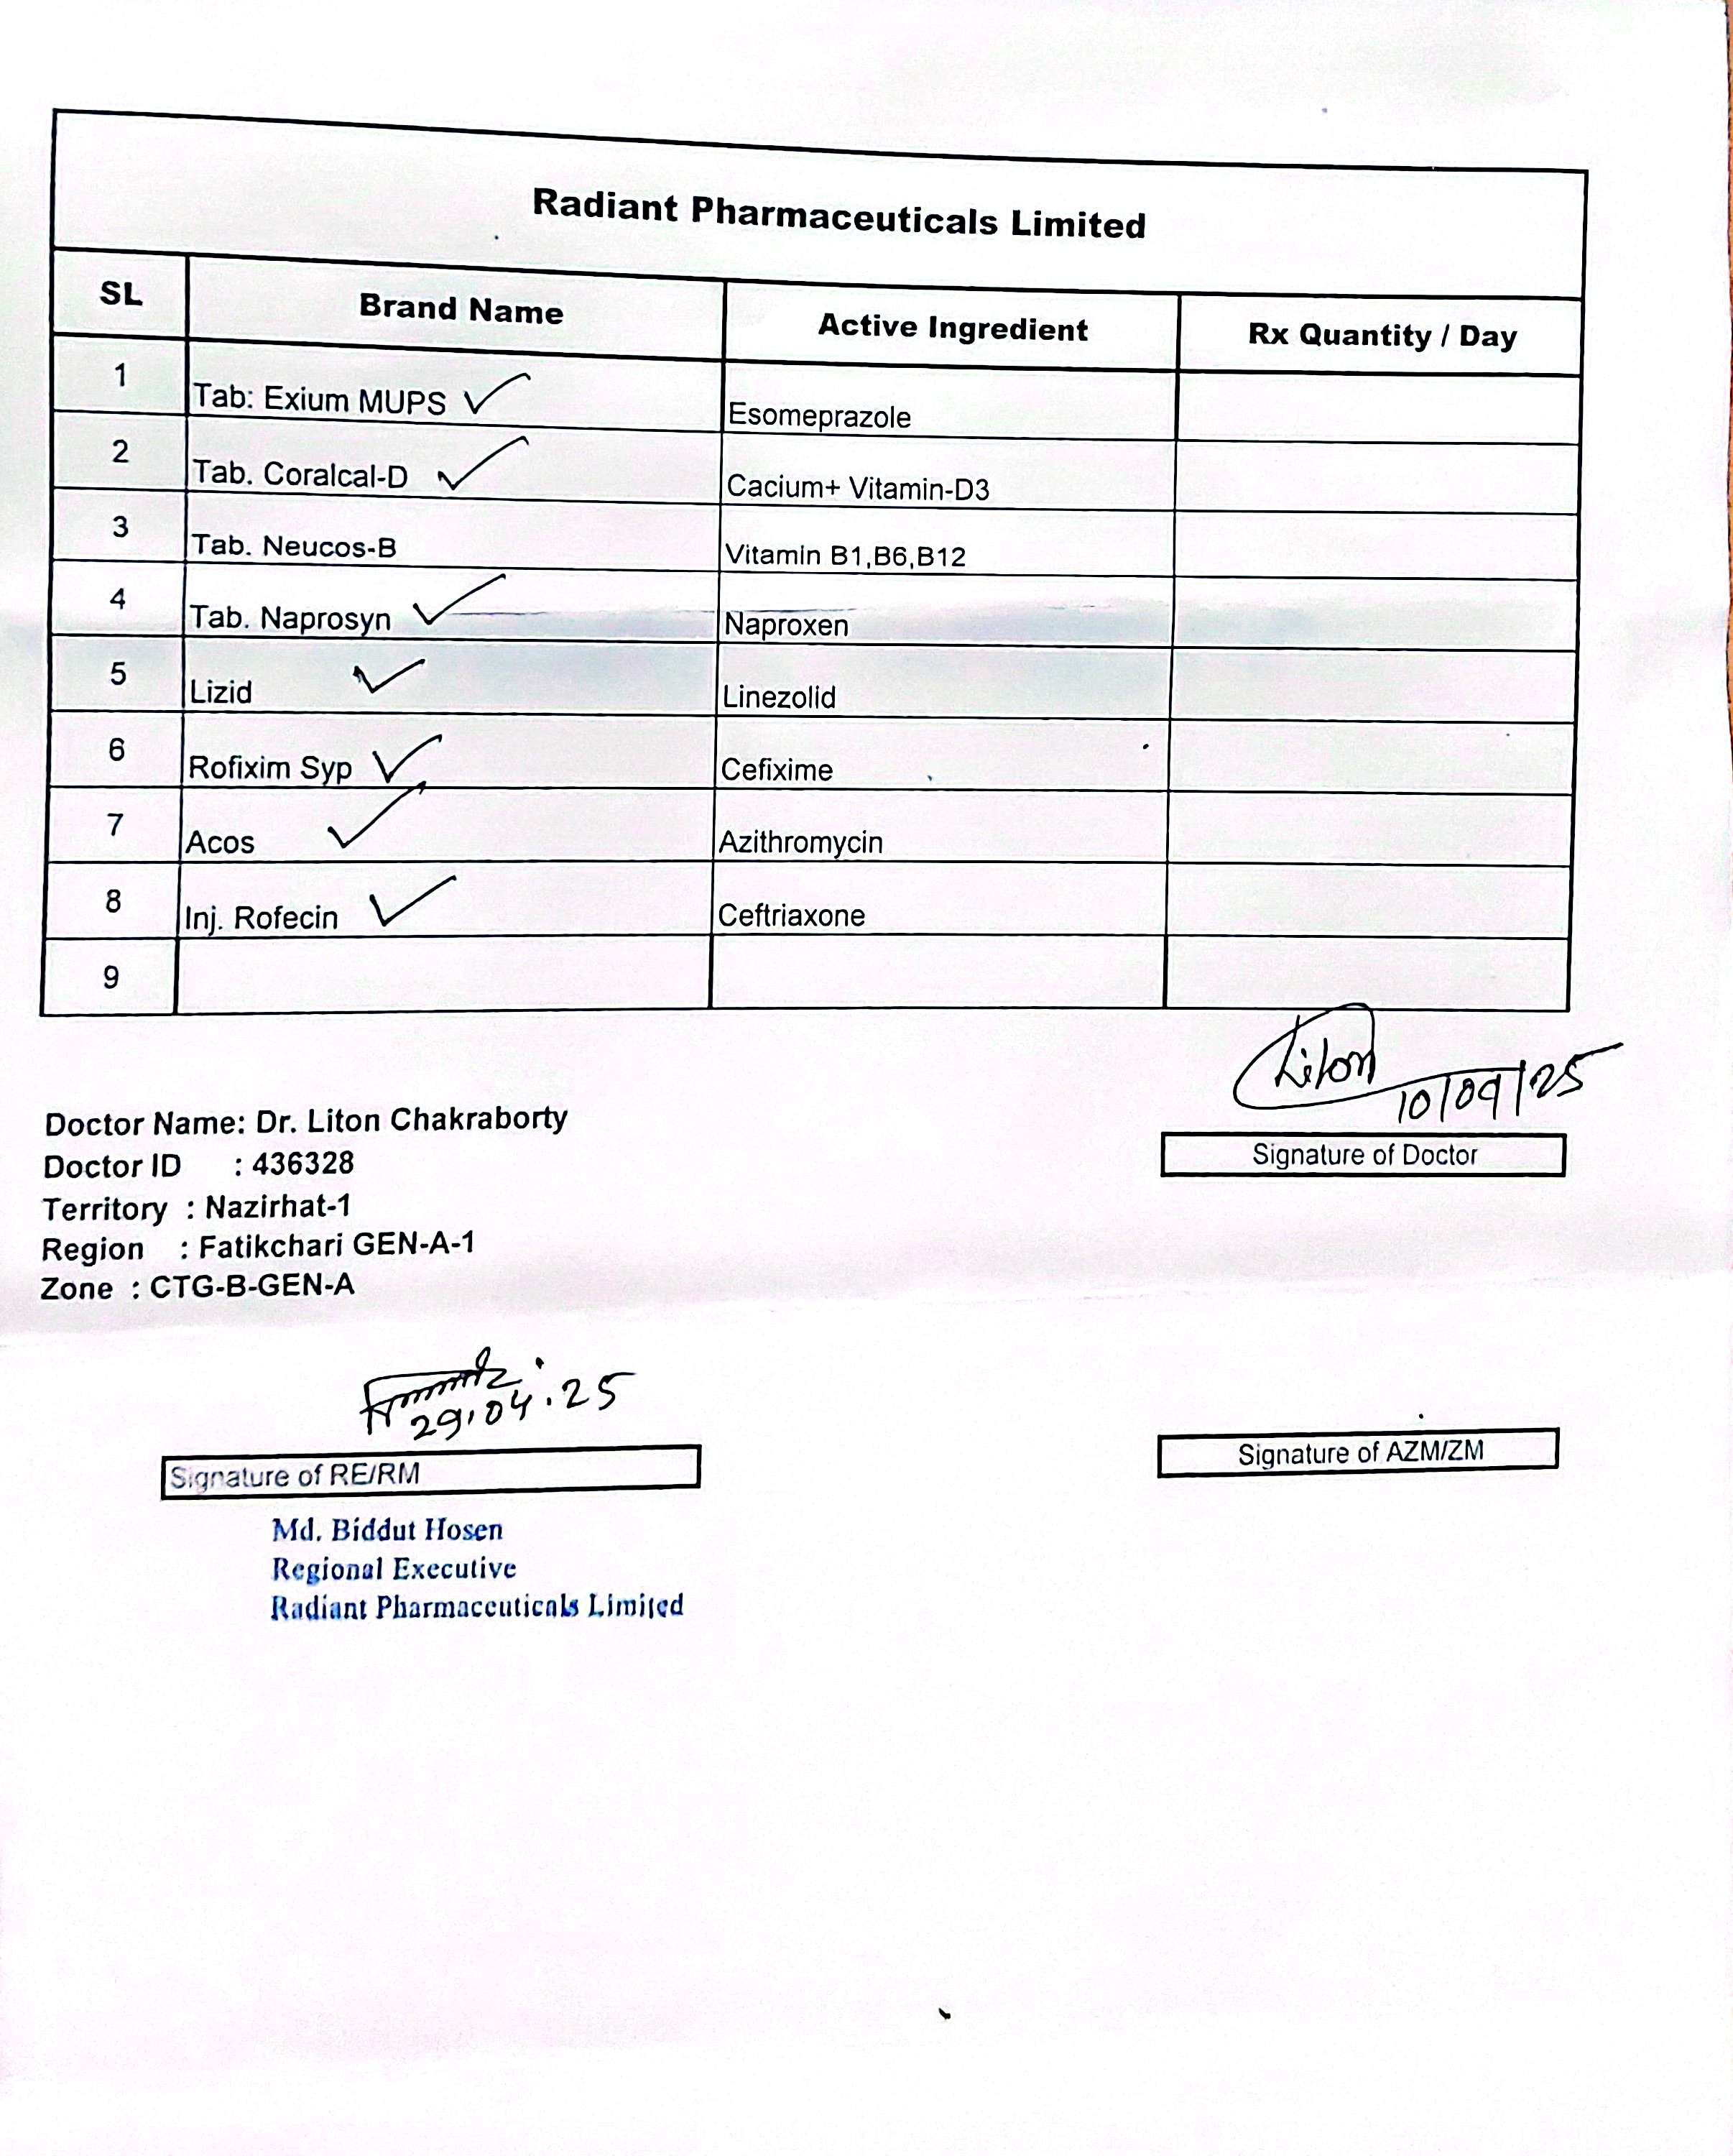 Radiant Pharmaceuticals Limited
SL Brand Name Active Ingredient Rx Quantity / Day
1 Tab: Exium MUPS ✓ Esomeprazole
2 Tab. Coralcal-D ✓ Cacium+ Vitamin-D3
3 Tab. Neucos-B Vitamin B1,B6,B12
4 Tab. Naprosyn ✓ Naproxen
5 Lizid ✓ Linezolid
6 Rofixim Syp ✓ Cefixime
7 Acos ✓ Azithromycin
8 Inj. Rofecin ✓ Ceftriaxone
9
Liton
10/09/25
Signature of Doctor
Doctor Name: Dr. Liton Chakraborty
Doctor ID : 436328
Territory : Nazirhat-1
Region : Fatikchari GEN-A-1
Zone : CTG-B-GEN-A
29.04.25
Signature of RE/RM
Signature of AZM/ZM
Md. Biddut Hosen
Regional Executive
Radiant Pharmaceuticals Limited